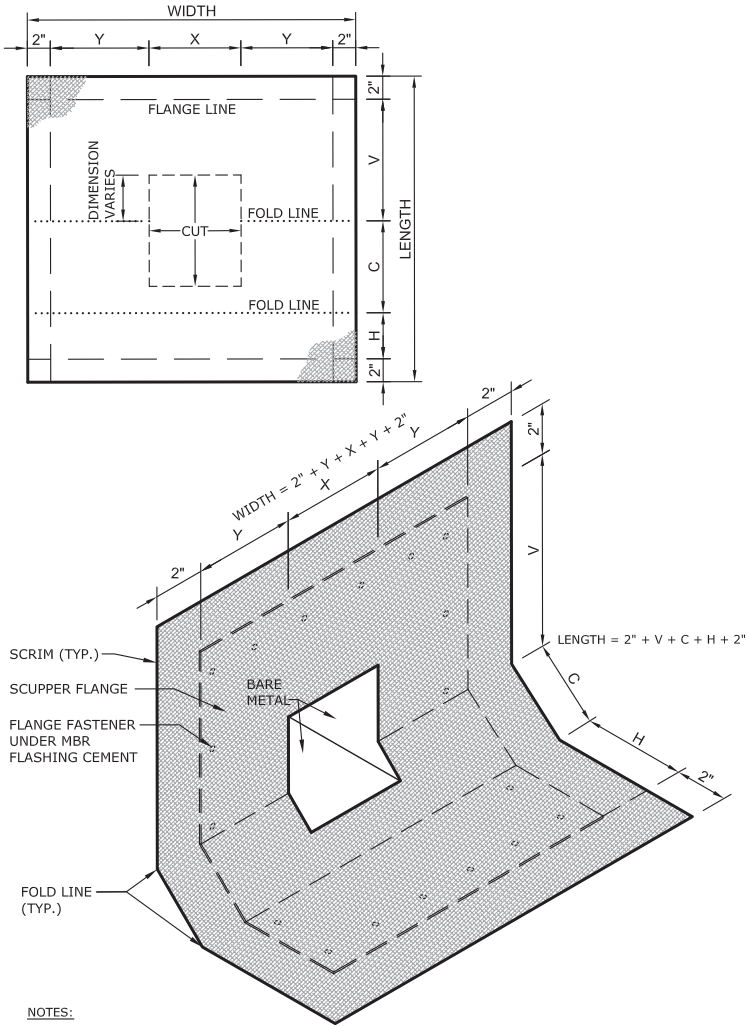 WIDTH
2" Y X Y 2"
2"
FLANGE LINE
V
DIMENSION
VARIES
FOLD LINE
CUT
LENGTH
C
FOLD LINE
H
2"
2"
WIDTH = 2" + Y + X + Y + 2"
Y
X
Y
2"
2"
V
LENGTH = 2" + V + C + H + 2"
C
H
2"
SCRIM (TYP.)
SCUPPER FLANGE
BARE
METAL
FLANGE FASTENER
UNDER MBR
FLASHING CEMENT
FOLD LINE
(TYP.)
NOTES: